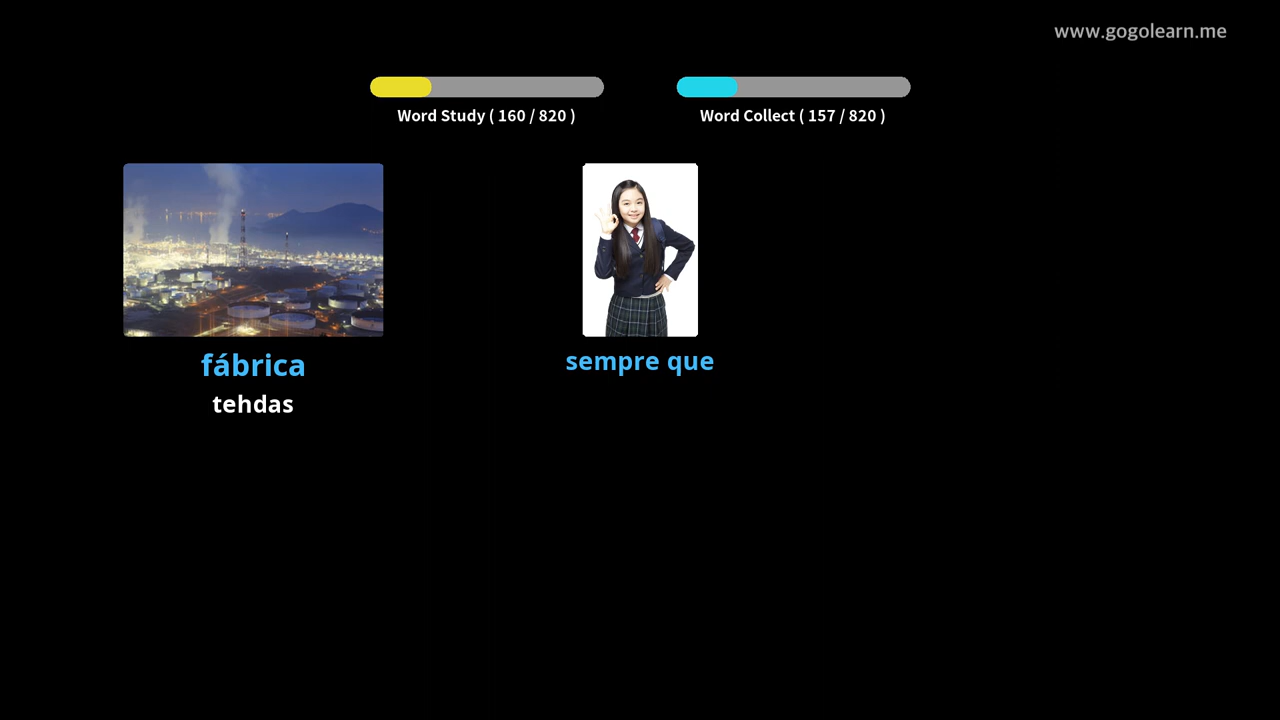 www.gogolearn.me
Word Study ( 160 / 820 )
Word Collect ( 157 / 820 )
fábrica
tehdas
sempre que